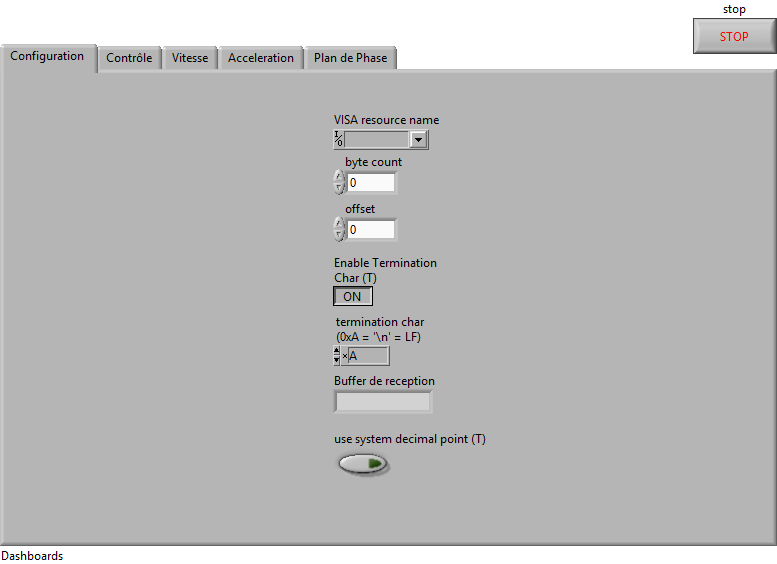 stop
STOP
Configuration
Contrôle
Vitesse
Acceleration
Plan de Phase
VISA resource name
I/O
byte count
0
offset
0
Enable Termination
Char (T)
ON
termination char
(0xA = '\n' = LF)
×A
Buffer de reception
use system decimal point (T)
Dashboards